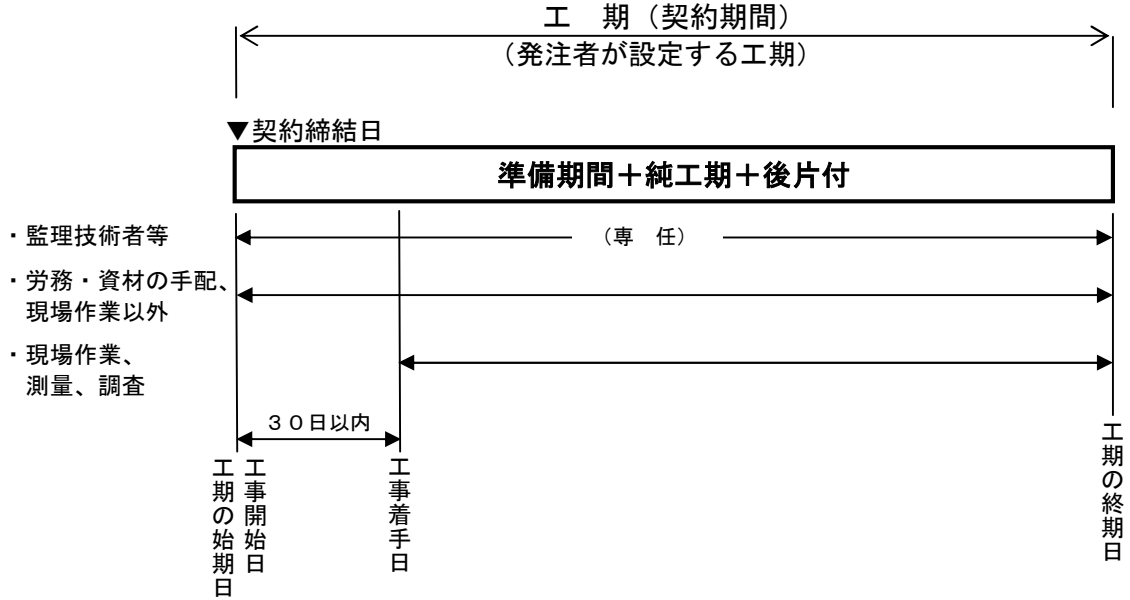 工　期（契約期間）
（発注者が設定する工期）
▼契約締結日
準備期間＋純工期＋後片付
・監理技術者等
（専　任）
・労務・資材の手配、
現場作業以外
・現場作業、
測量、調査
３０日以内
工期の始期日
工事開始日
工事着手日
工期の終期日